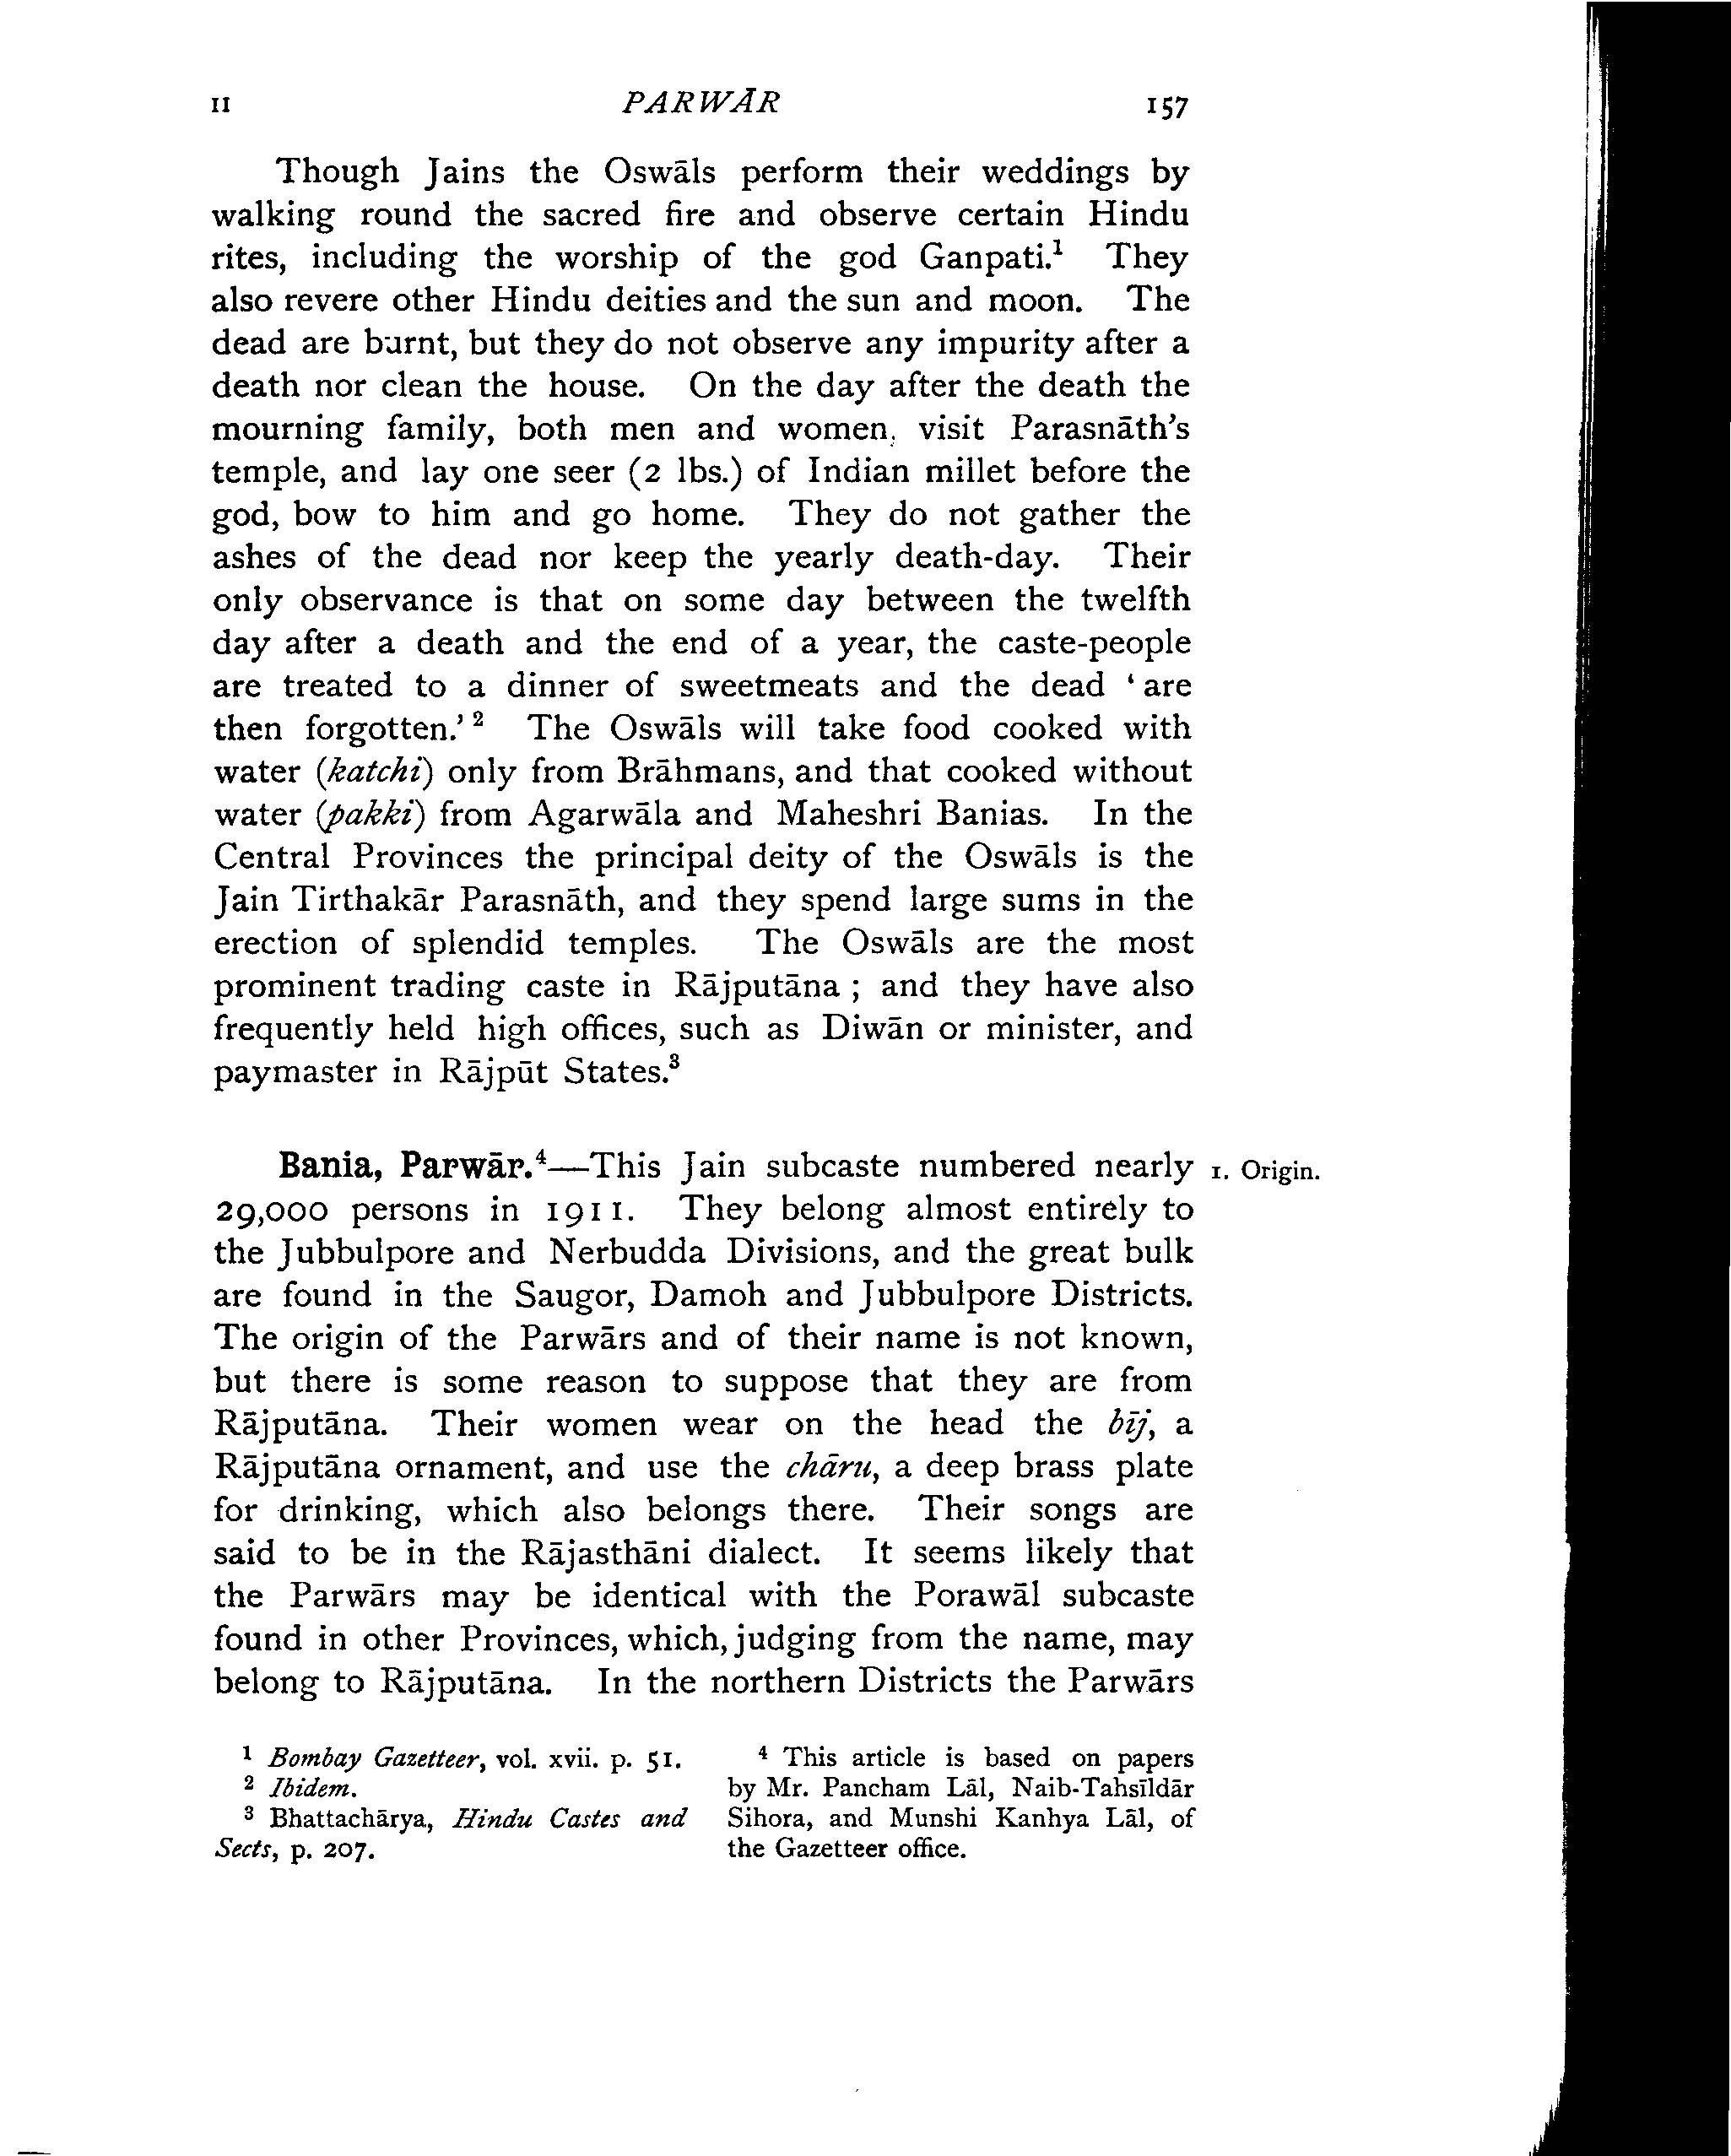 II PARWĀR 157
Though Jains the Oswāls perform their weddings by
walking round the sacred fire and observe certain Hindu
rites, including the worship of the god Ganpati.¹ They
also revere other Hindu deities and the sun and moon. The
dead are burnt, but they do not observe any impurity after a
death nor clean the house. On the day after the death the
mourning family, both men and women, visit Parasnāth's
temple, and lay one seer (2 lbs.) of Indian millet before the
god, bow to him and go home. They do not gather the
ashes of the dead nor keep the yearly death-day. Their
only observance is that on some day between the twelfth
day after a death and the end of a year, the caste-people
are treated to a dinner of sweetmeats and the dead ‘are
then forgotten.’² The Oswāls will take food cooked with
water (katchi) only from Brāhmans, and that cooked without
water (pakki) from Agarwāla and Maheshri Banias. In the
Central Provinces the principal deity of the Oswāls is the
Jain Tirthakār Parasnāth, and they spend large sums in the
erection of splendid temples. The Oswāls are the most
prominent trading caste in Rājputāna ; and they have also
frequently held high offices, such as Diwān or minister, and
paymaster in Rājpūt States.³
Bania, Parwār.⁴—This Jain subcaste numbered nearly 1. Origin.
29,000 persons in 1911. They belong almost entirely to
the Jubbulpore and Nerbudda Divisions, and the great bulk
are found in the Saugor, Damoh and Jubbulpore Districts.
The origin of the Parwārs and of their name is not known,
but there is some reason to suppose that they are from
Rājputāna. Their women wear on the head the bīj, a
Rājputāna ornament, and use the chāru, a deep brass plate
for drinking, which also belongs there. Their songs are
said to be in the Rājasthāni dialect. It seems likely that
the Parwārs may be identical with the Porawāl subcaste
found in other Provinces, which, judging from the name, may
belong to Rājputāna. In the northern Districts the Parwārs
¹ Bombay Gazetteer, vol. xvii. p. 51.
² Ibidem.
³ Bhattachārya, Hindu Castes and
Sects, p. 207.
⁴ This article is based on papers
by Mr. Pancham Lāl, Naib-Tahsīldār
Sihora, and Munshi Kanhya Lāl, of
the Gazetteer office.